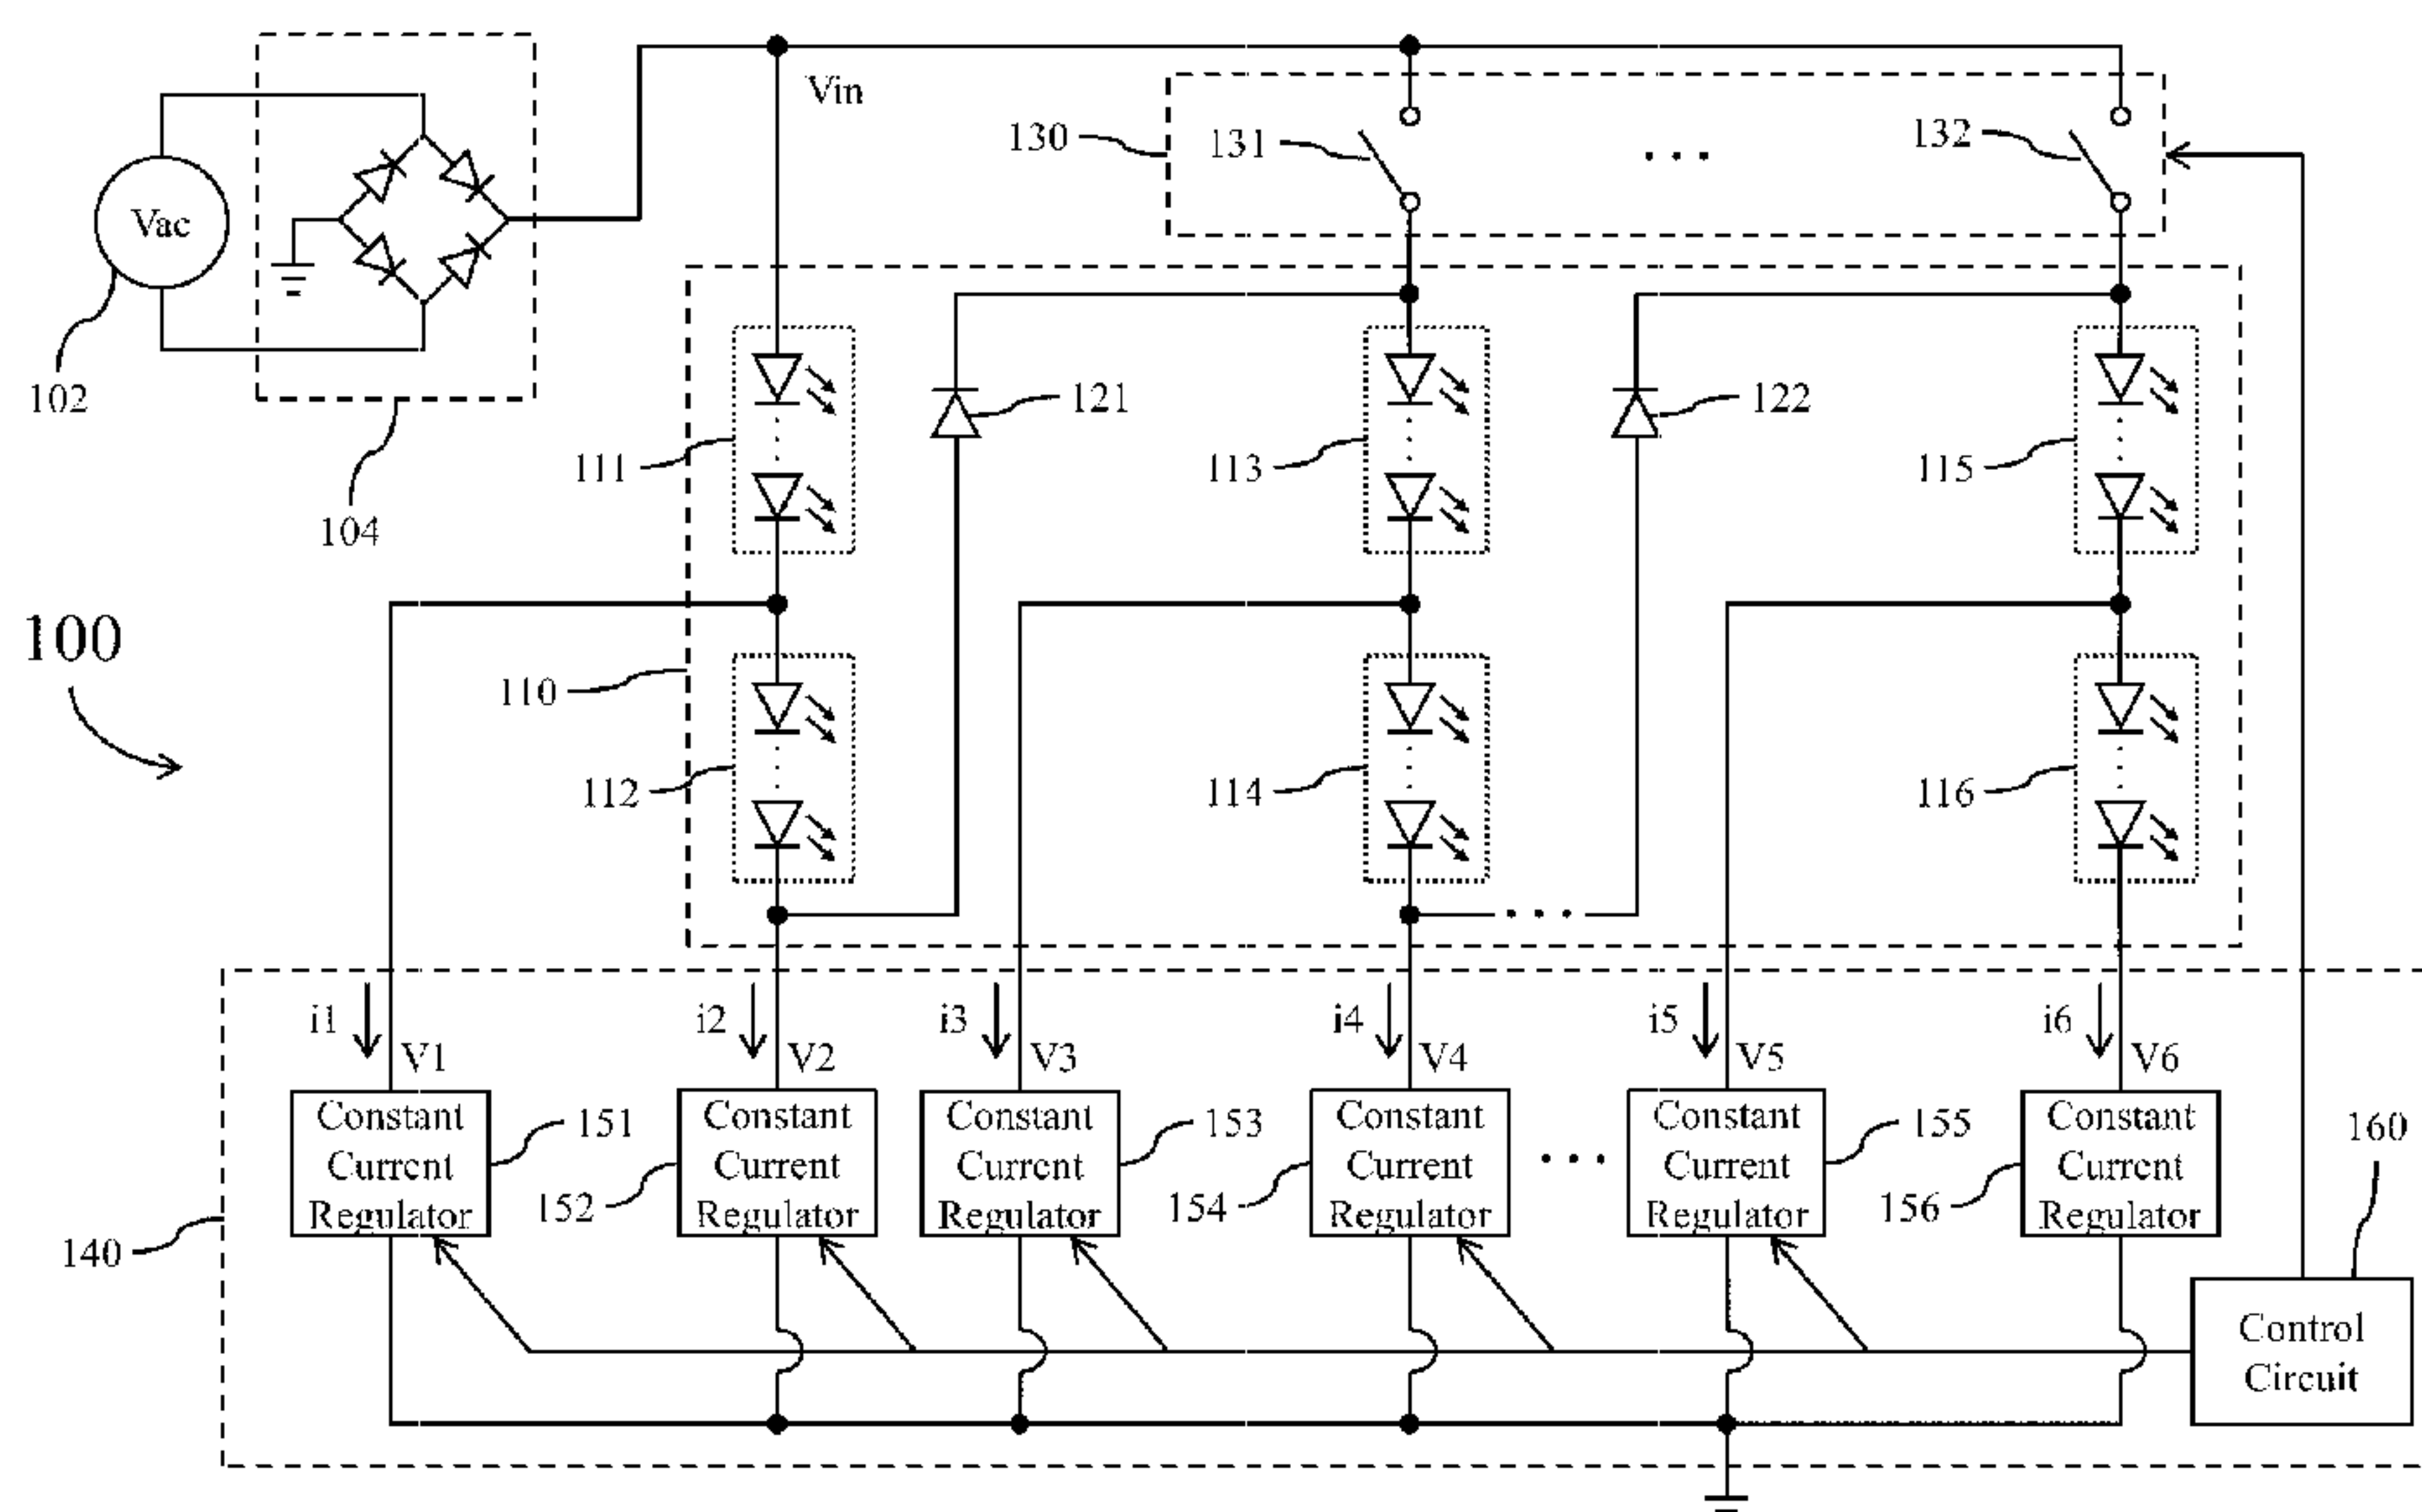 Vin
130
131
132
Vac
102
104
121
122
111
113
115
100
110
112
114
116
i1
i2
i3
i4
i5
i6
V1
V2
V3
V4
V5
V6
Constant
Current
Regulator
151
Constant
Current
Regulator
152
Constant
Current
Regulator
153
Constant
Current
Regulator
154
Constant
Current
Regulator
155
Constant
Current
Regulator
156
160
140
Control
Circuit